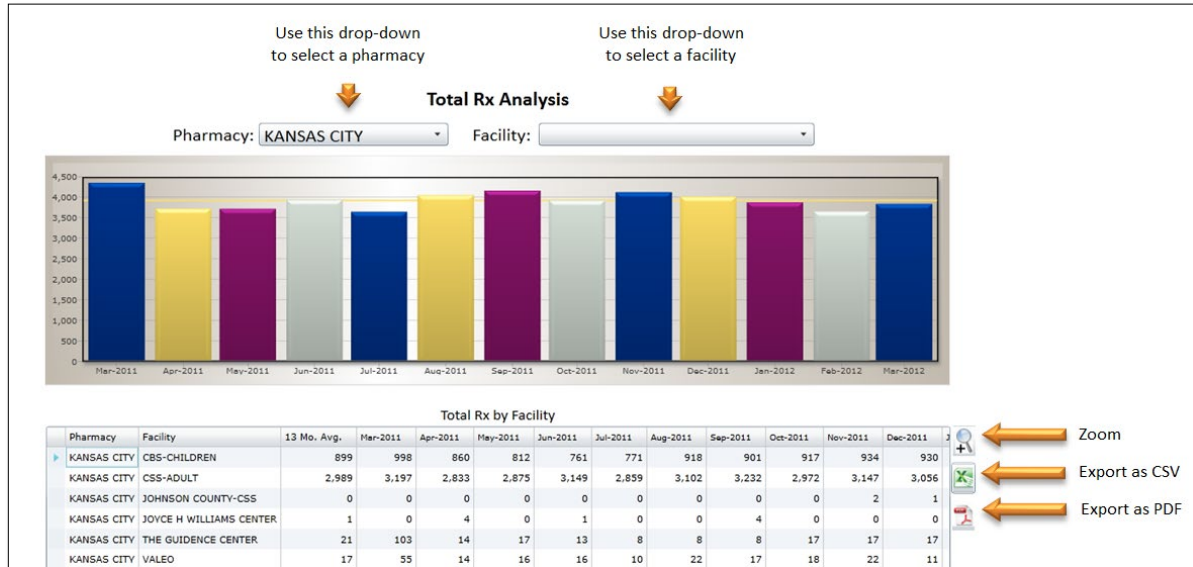 Use this drop-down
to select a pharmacy
Use this drop-down
to select a facility
Total Rx Analysis
Pharmacy: KANSAS CITY Facility:
4,500
4,000
3,500
3,000
2,500
2,000
1,500
1,000
500
0
Mar-2011 Apr-2011 May-2011 Jun-2011 Jul-2011 Aug-2011 Sep-2011 Oct-2011 Nov-2011 Dec-2011 Jan-2012 Feb-2012 Mar-2012
Total Rx by Facility
Pharmacy Facility 13 Mo. Avg. Mar-2011 Apr-2011 May-2011 Jun-2011 Jul-2011 Aug-2011 Sep-2011 Oct-2011 Nov-2011 Dec-2011
KANSAS CITY CBS-CHILDREN 899 998 860 812 761 771 918 901 917 934 930
KANSAS CITY CSS-ADULT 2,989 3,197 2,833 2,875 3,149 2,859 3,102 3,232 2,972 3,147 3,056
KANSAS CITY JOHNSON COUNTY-CSS 0 0 0 0 0 0 0 0 0 2 1
KANSAS CITY JOYCE H WILLIAMS CENTER 1 0 4 0 1 0 0 4 0 0 0
KANSAS CITY THE GUIDENCE CENTER 21 103 14 17 13 8 8 8 17 17 17
KANSAS CITY VALEO 17 55 14 16 16 10 22 17 18 22 11
Zoom
Export as CSV
Export as PDF